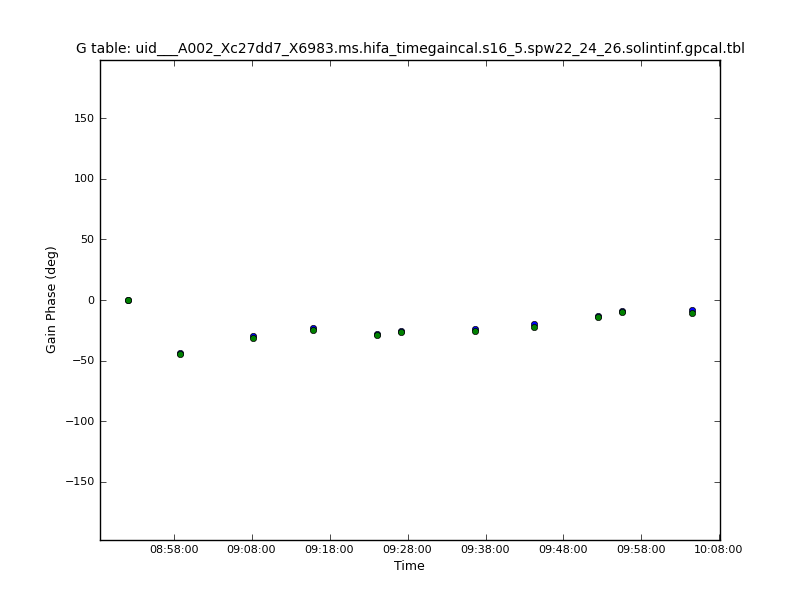 G table: uid___A002_Xc27dd7_X6983.ms.hifa_timegaincal.s16_5.spw22_24_26.solintinf.gpcal.tbl
150
100
50
0
−50
−100
−150
Gain Phase (deg)
08:58:00 09:08:00 09:18:00 09:28:00 09:38:00 09:48:00 09:58:00 10:08:00
Time